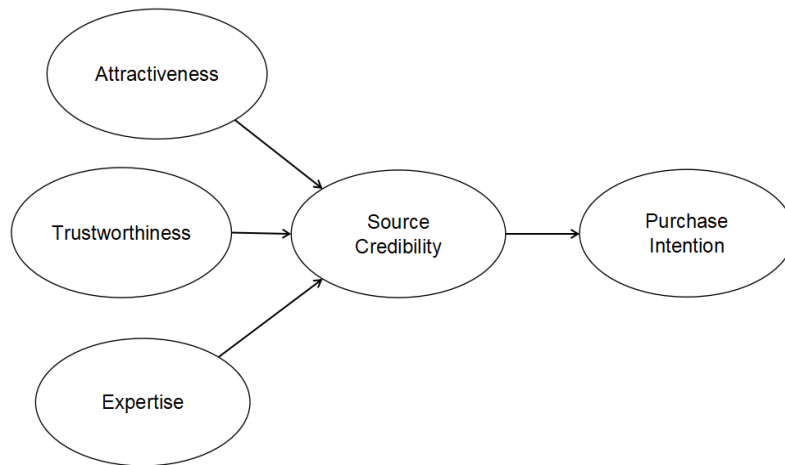 Attractiveness
Trustworthiness
Source
Credibility
Purchase
Intention
Expertise